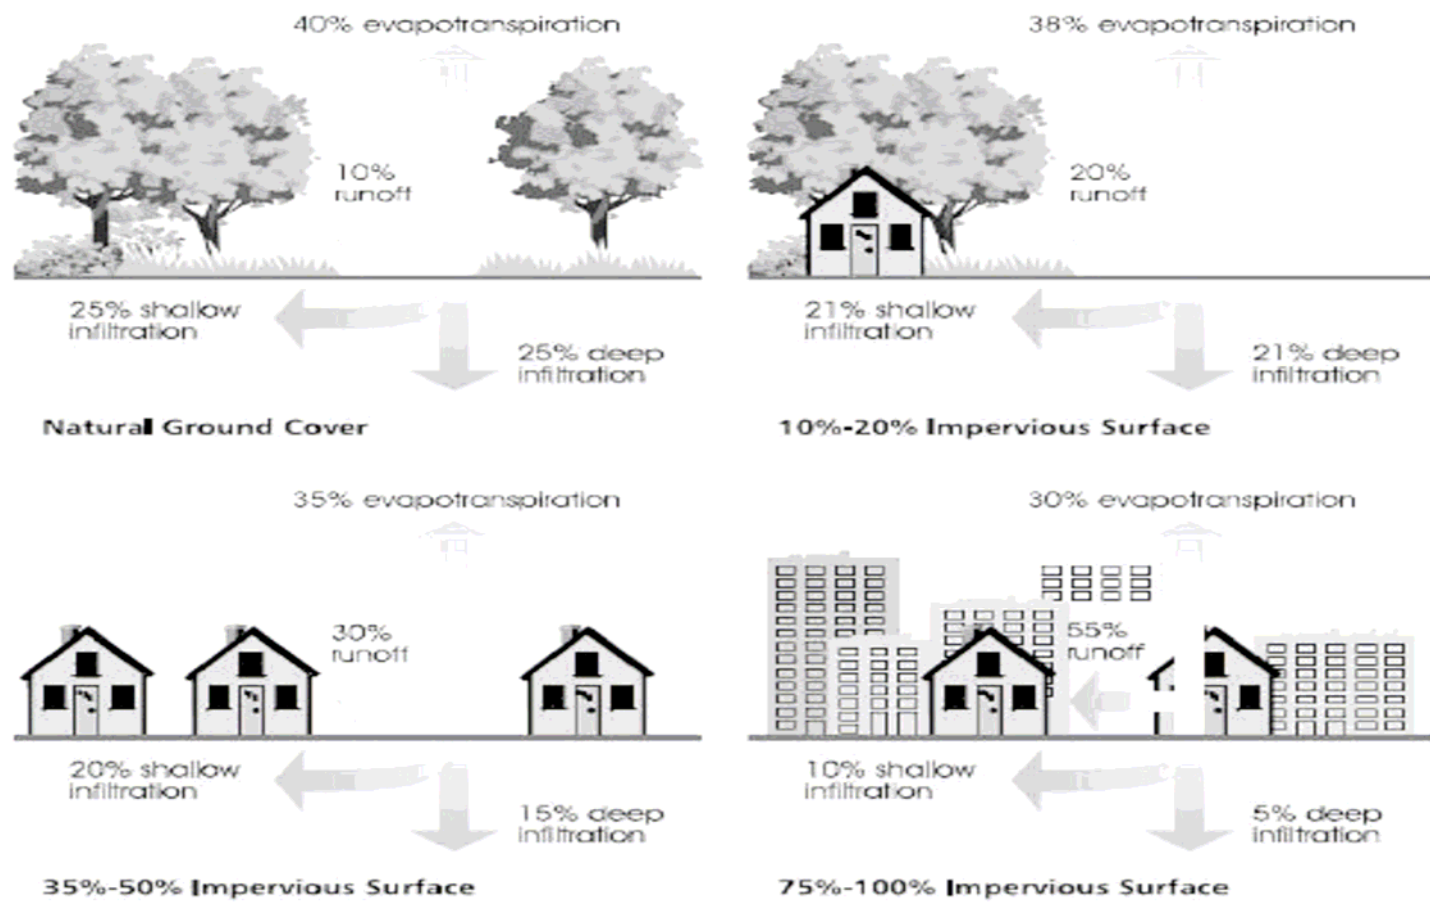 40% evapotranspiration
10%
runoff
25% shallow
infiltration
25% deep
infiltration
Natural Ground Cover
38% evapotranspiration
20%
runoff
21% shallow
infiltration
21% deep
infiltration
10%-20% Impervious Surface
35% evapotranspiration
30%
runoff
20% shallow
infiltration
15% deep
infiltration
35%-50% Impervious Surface
30% evapotranspiration
55%
runoff
10% shallow
infiltration
5% deep
infiltration
75%-100% Impervious Surface